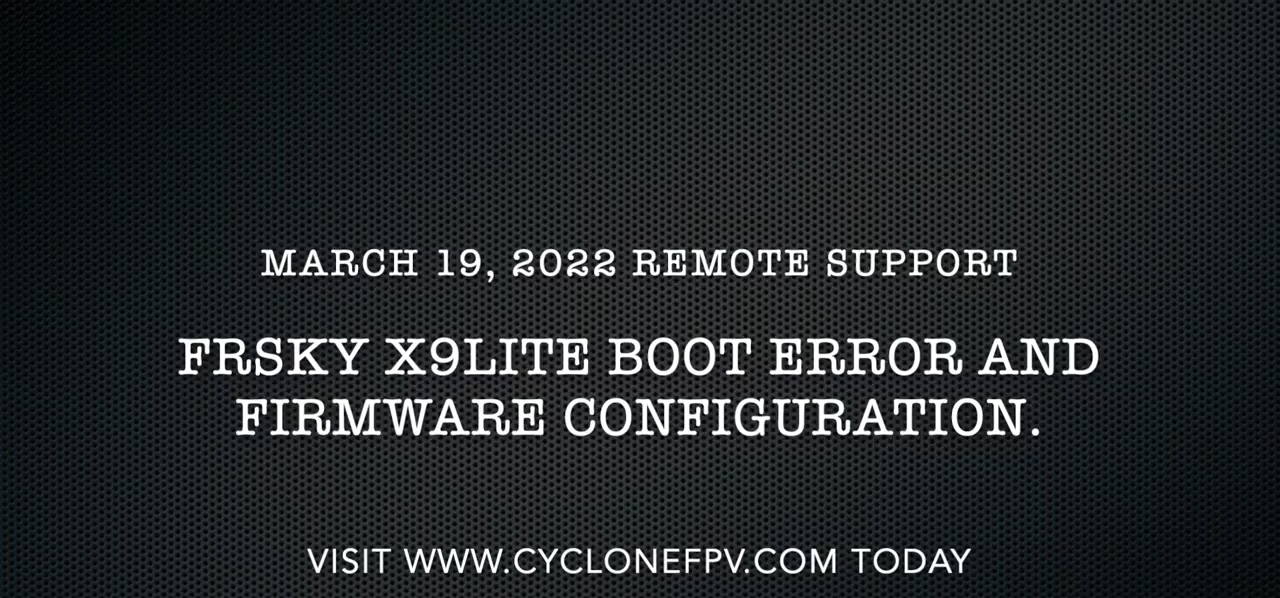 MARCH 19, 2022 REMOTE SUPPORT
FRSKY X9LITE BOOT ERROR AND
FIRMWARE CONFIGURATION.
VISIT WWW.CYCLONEFPV.COM TODAY